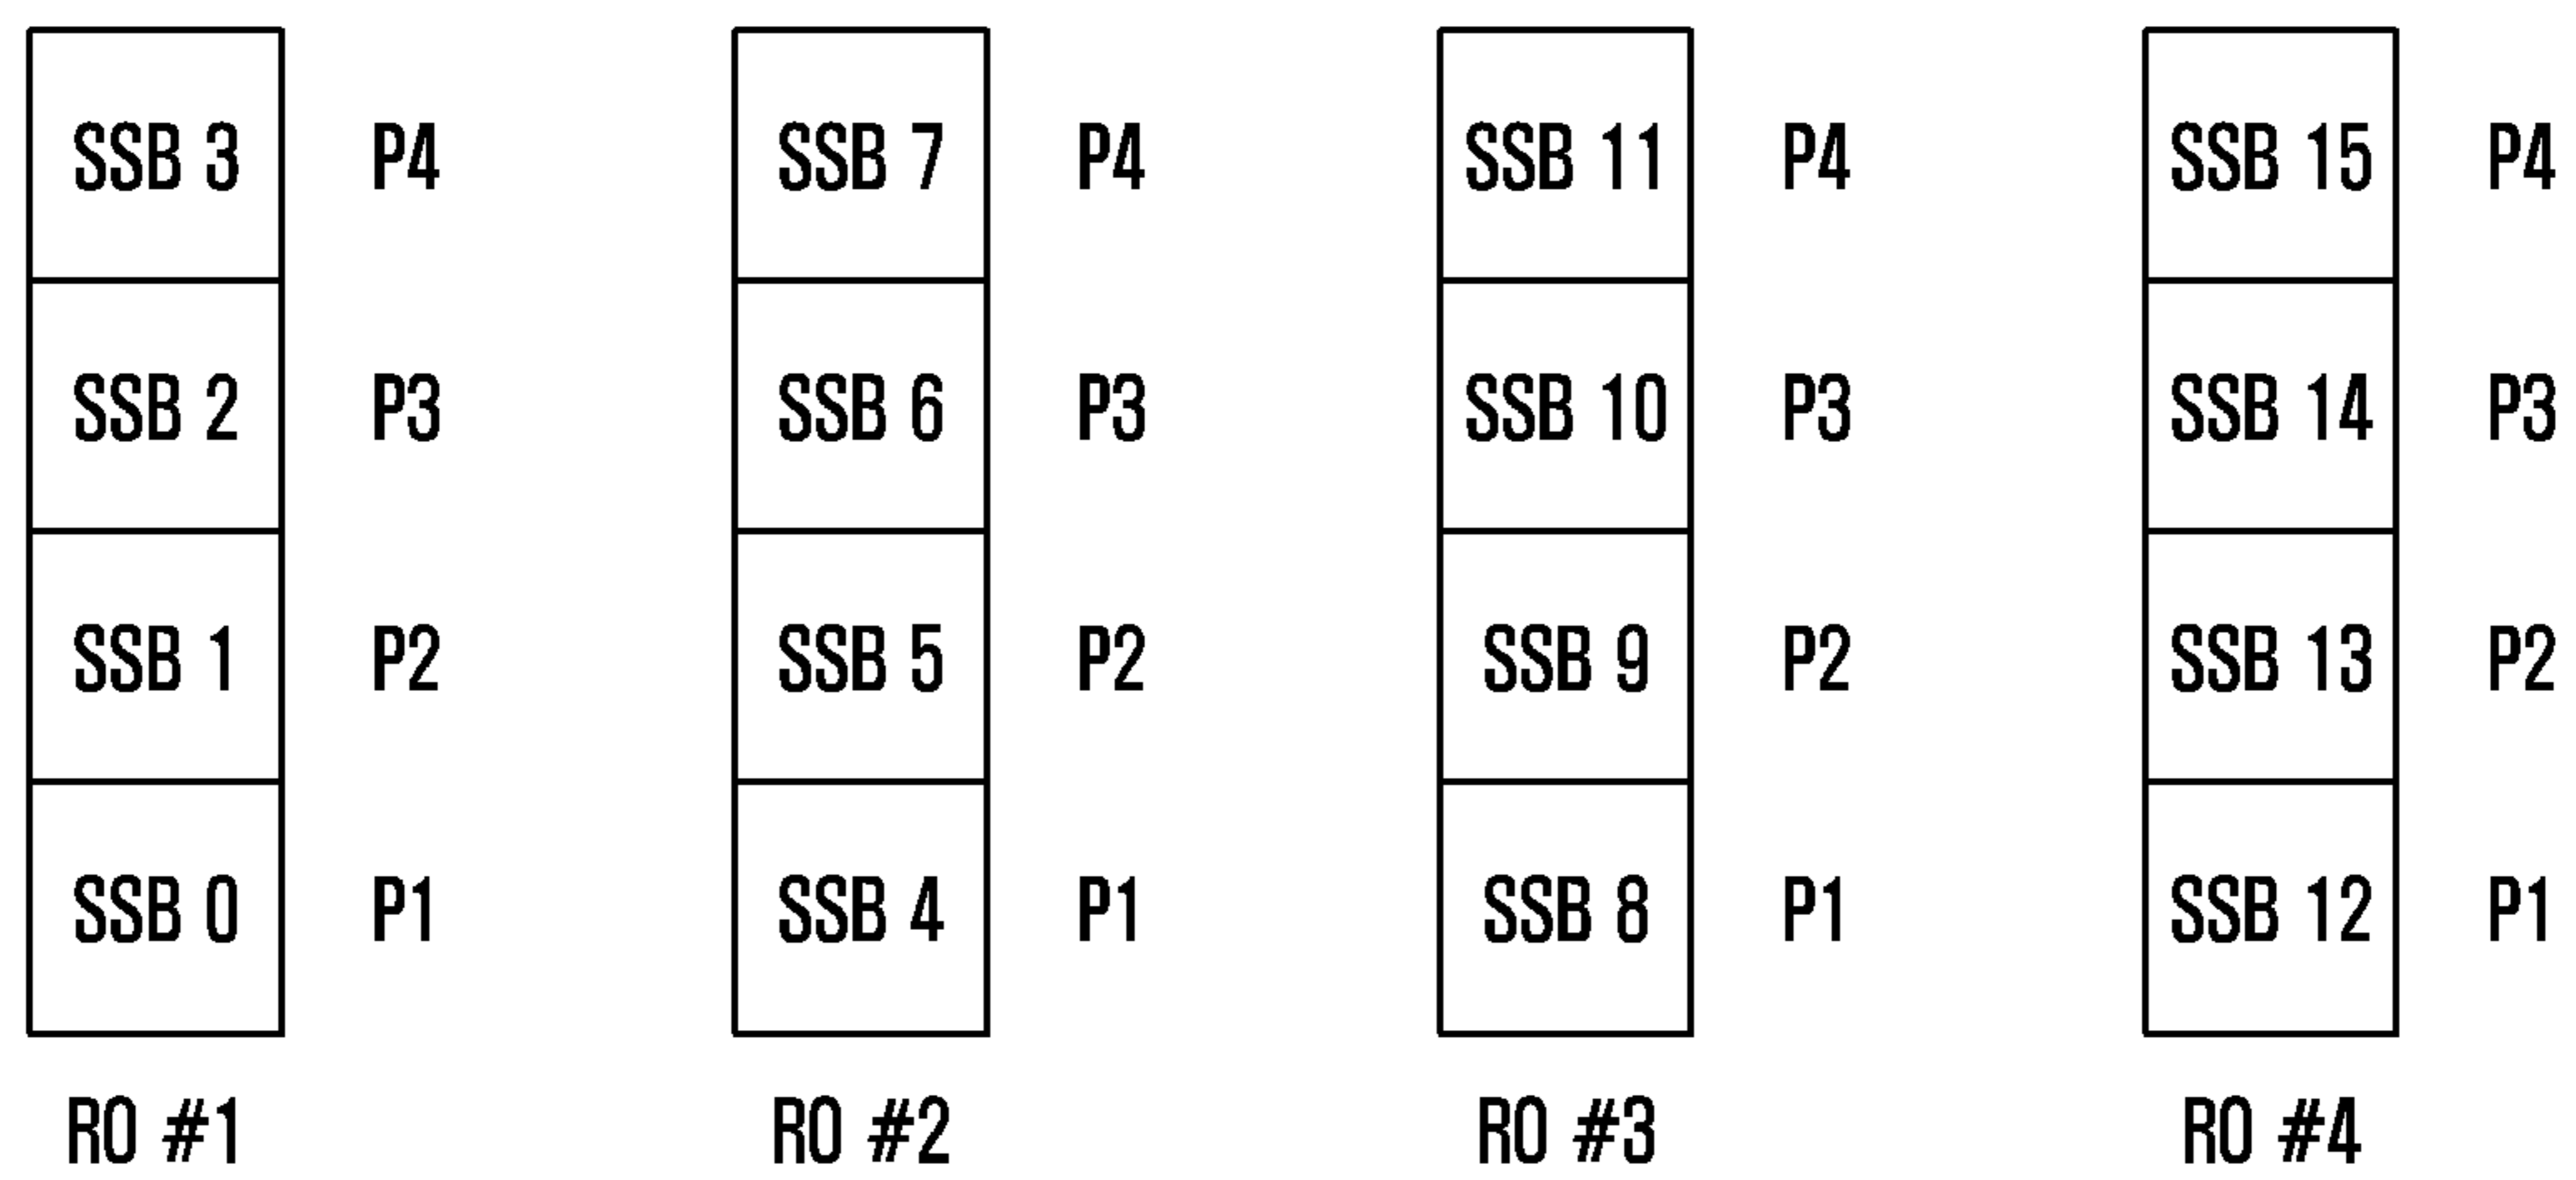 SSB 3 P4 SSB 7 P4 SSB 11 P4 SSB 15 P4
SSB 2 P3 SSB 6 P3 SSB 10 P3 SSB 14 P3
SSB 1 P2 SSB 5 P2 SSB 9 P2 SSB 13 P2
SSB 0 P1 SSB 4 P1 SSB 8 P1 SSB 12 P1
RO #1 RO #2 RO #3 RO #4